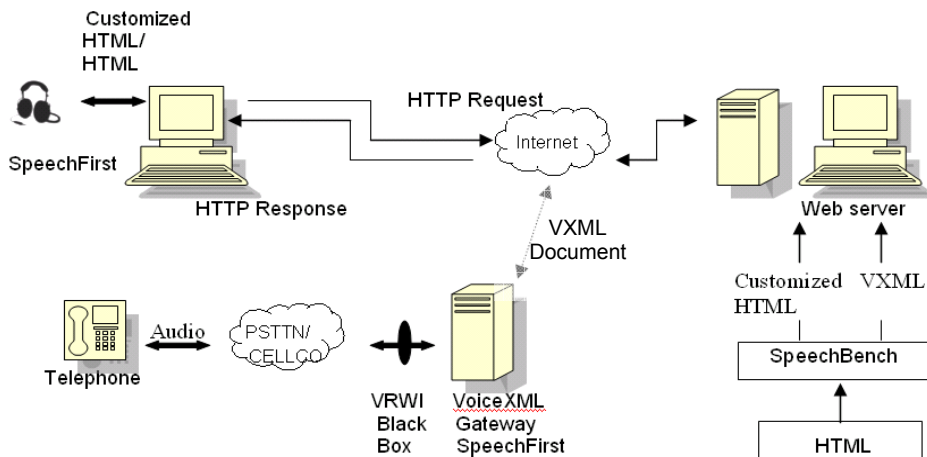 Customized
HTML/
HTML
HTTP Request
Internet
SpeechFirst
HTTP Response
Web server
VXML
Document
Customized
HTML
VXML
Audio
PSTTN/
CELLCO
Telephone
SpeechBench
VRWI
Black
Box
VoiceXML
Gateway
SpeechFirst
HTML